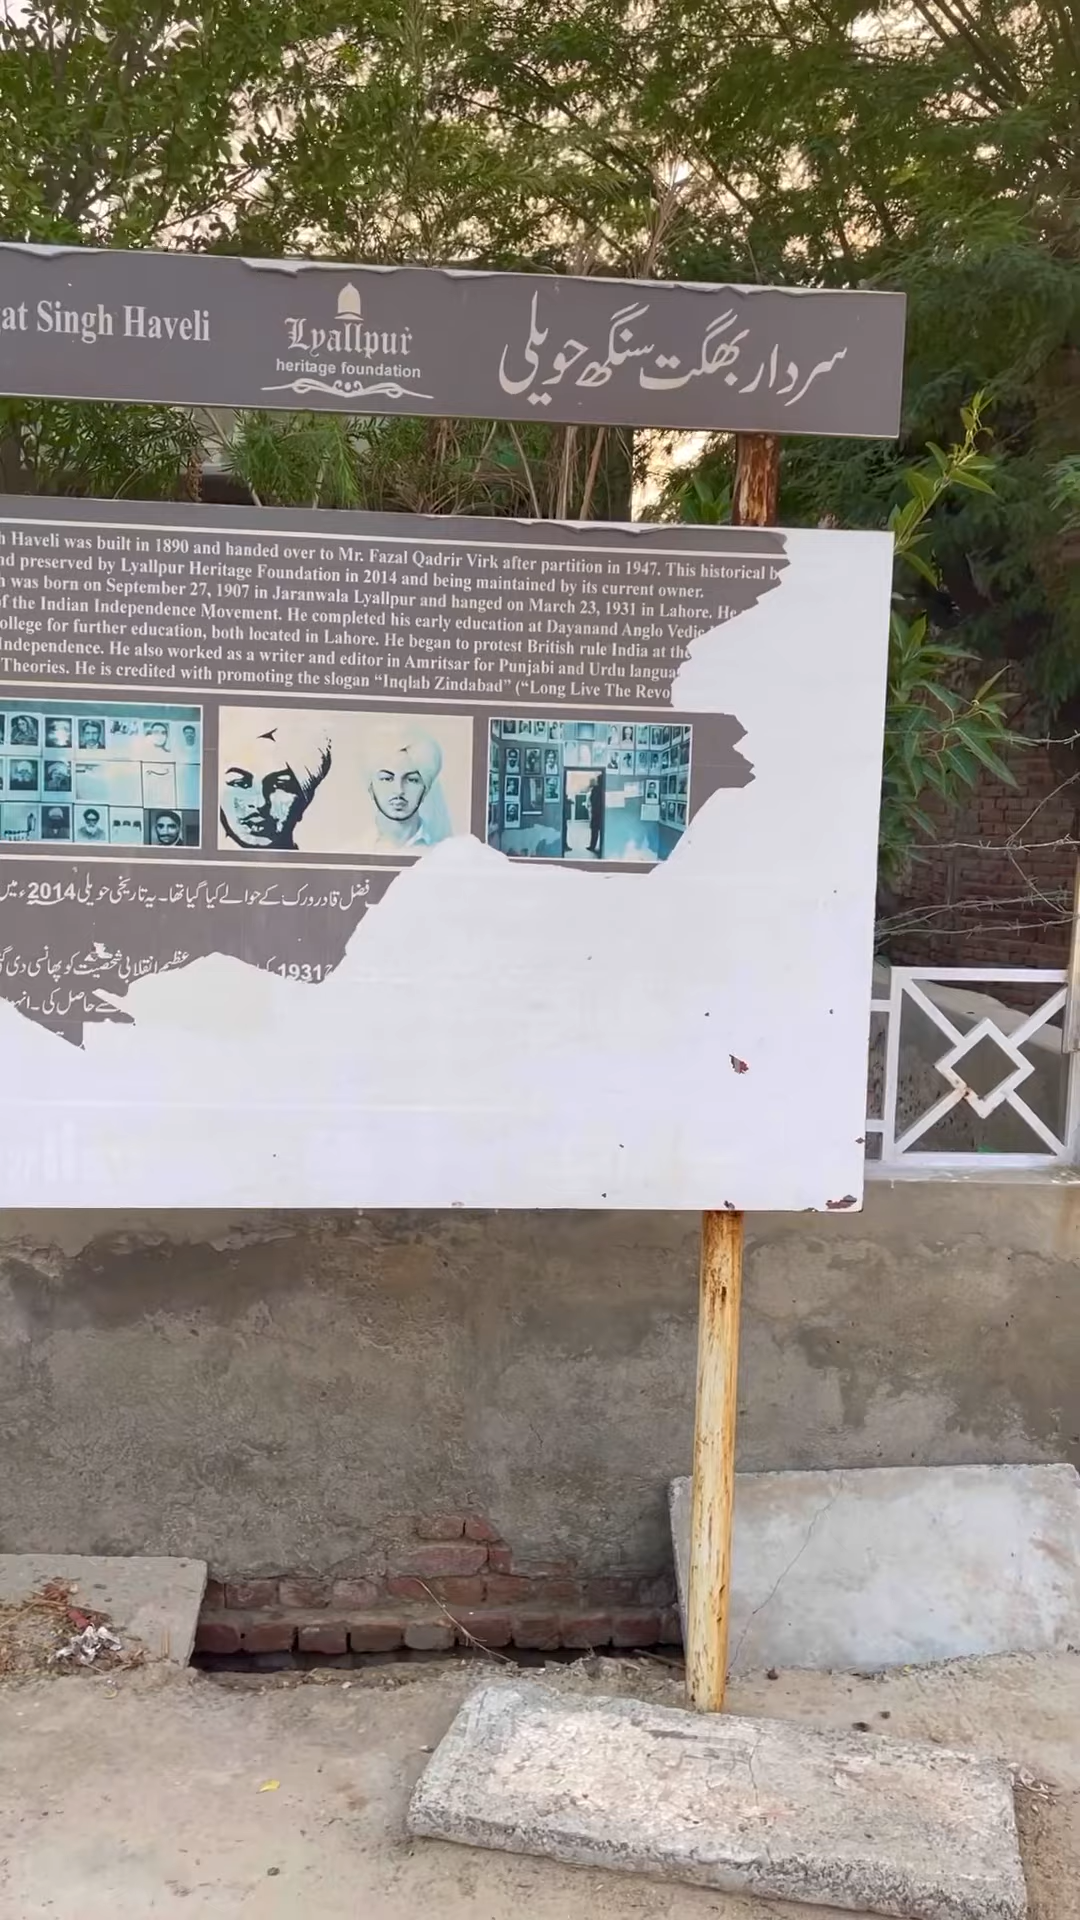 at Singh Haveli
Lyallpur
heritage foundation
سردار بھگت سنگھ حویلی
h Haveli was built in 1890 and handed over to Mr. Fazal Qadrir Virk after partition in 1947. This historical b
nd preserved by Lyallpur Heritage Foundation in 2014 and being maintained by its current owner.
h was born on September 27, 1907 in Jaranwala Lyallpur and hanged on March 23, 1931 in Lahore. He
of the Indian Independence Movement. He completed his early education at Dayanand Anglo Vedic
ollege for further education, both located in Lahore. He began to protest British rule India at the
Independence. He also worked as a writer and editor in Amritsar for Punjabi and Urdu langua
Theories. He is credited with promoting the slogan “Inqlab Zindabad” (“Long Live The Revo
فضل قادر ورک کے حوالے کیا گیا تھا۔ یہ تاریخی حویلی 2014ء میں
1931 عظیم انقلابی شخصیت کو پھانسی دی گئی
سے حاصل کی۔ انہوں